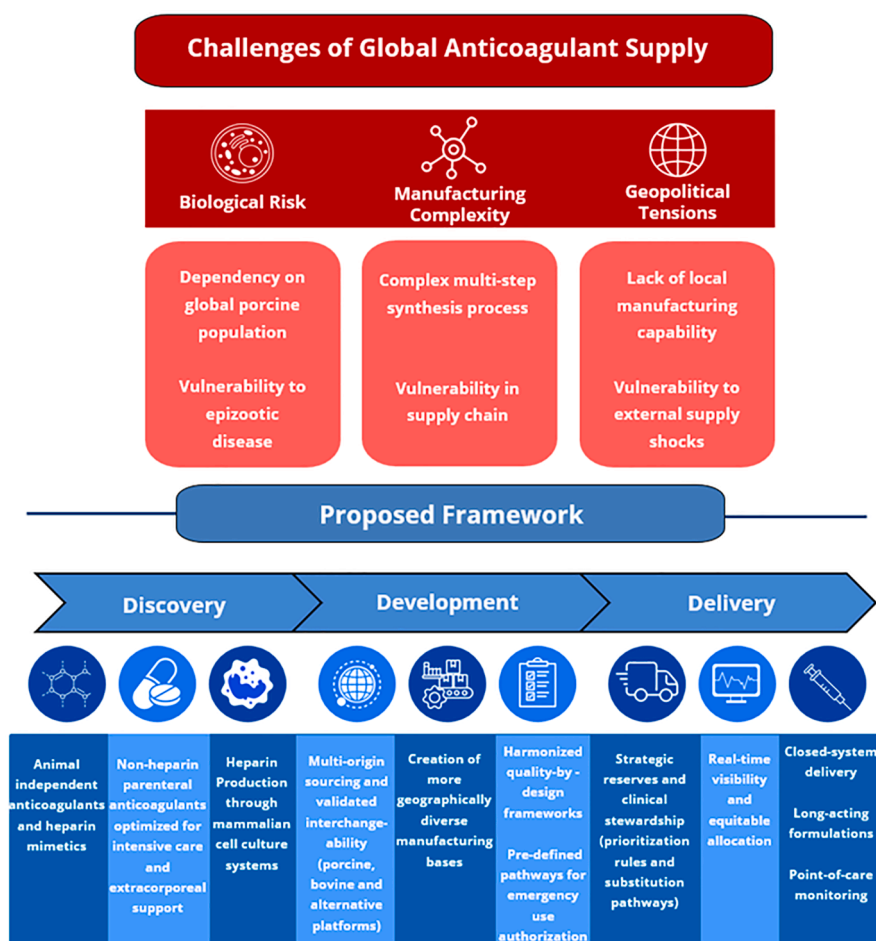 Challenges of Global Anticoagulant Supply
Biological Risk
Manufacturing
Complexity
Geopolitical
Tensions
Dependency on
global porcine
population
Vulnerability to
epizootic
disease
Complex multi-step
synthesis process
Vulnerability in
supply chain
Lack of local
manufacturing
capability
Vulnerability to
external supply
shocks
Proposed Framework
Discovery
Development
Delivery
Animal
independent
anticoagulants
and heparin
mimetics
Non-heparin
parenteral
anticoagulants
optimized for
intensive care
and
extracorporeal
support
Heparin
Production
through
mammalian
cell culture
systems
Multi-origin
sourcing and
validated
interchange-
ability
(porcine,
bovine and
alternative
platforms)
Creation of
more
geographically
diverse
manufacturing
bases
Harmonized
quality-by -
design
frameworks
Pre-defined
pathways for
emergency
use
authorization
Strategic
reserves and
clinical
stewardship
(prioritization
rules and
substitution
pathways)
Real-time
visibility
and
equitable
allocation
Closed-system
delivery
Long-acting
formulations
Point-of-care
monitoring